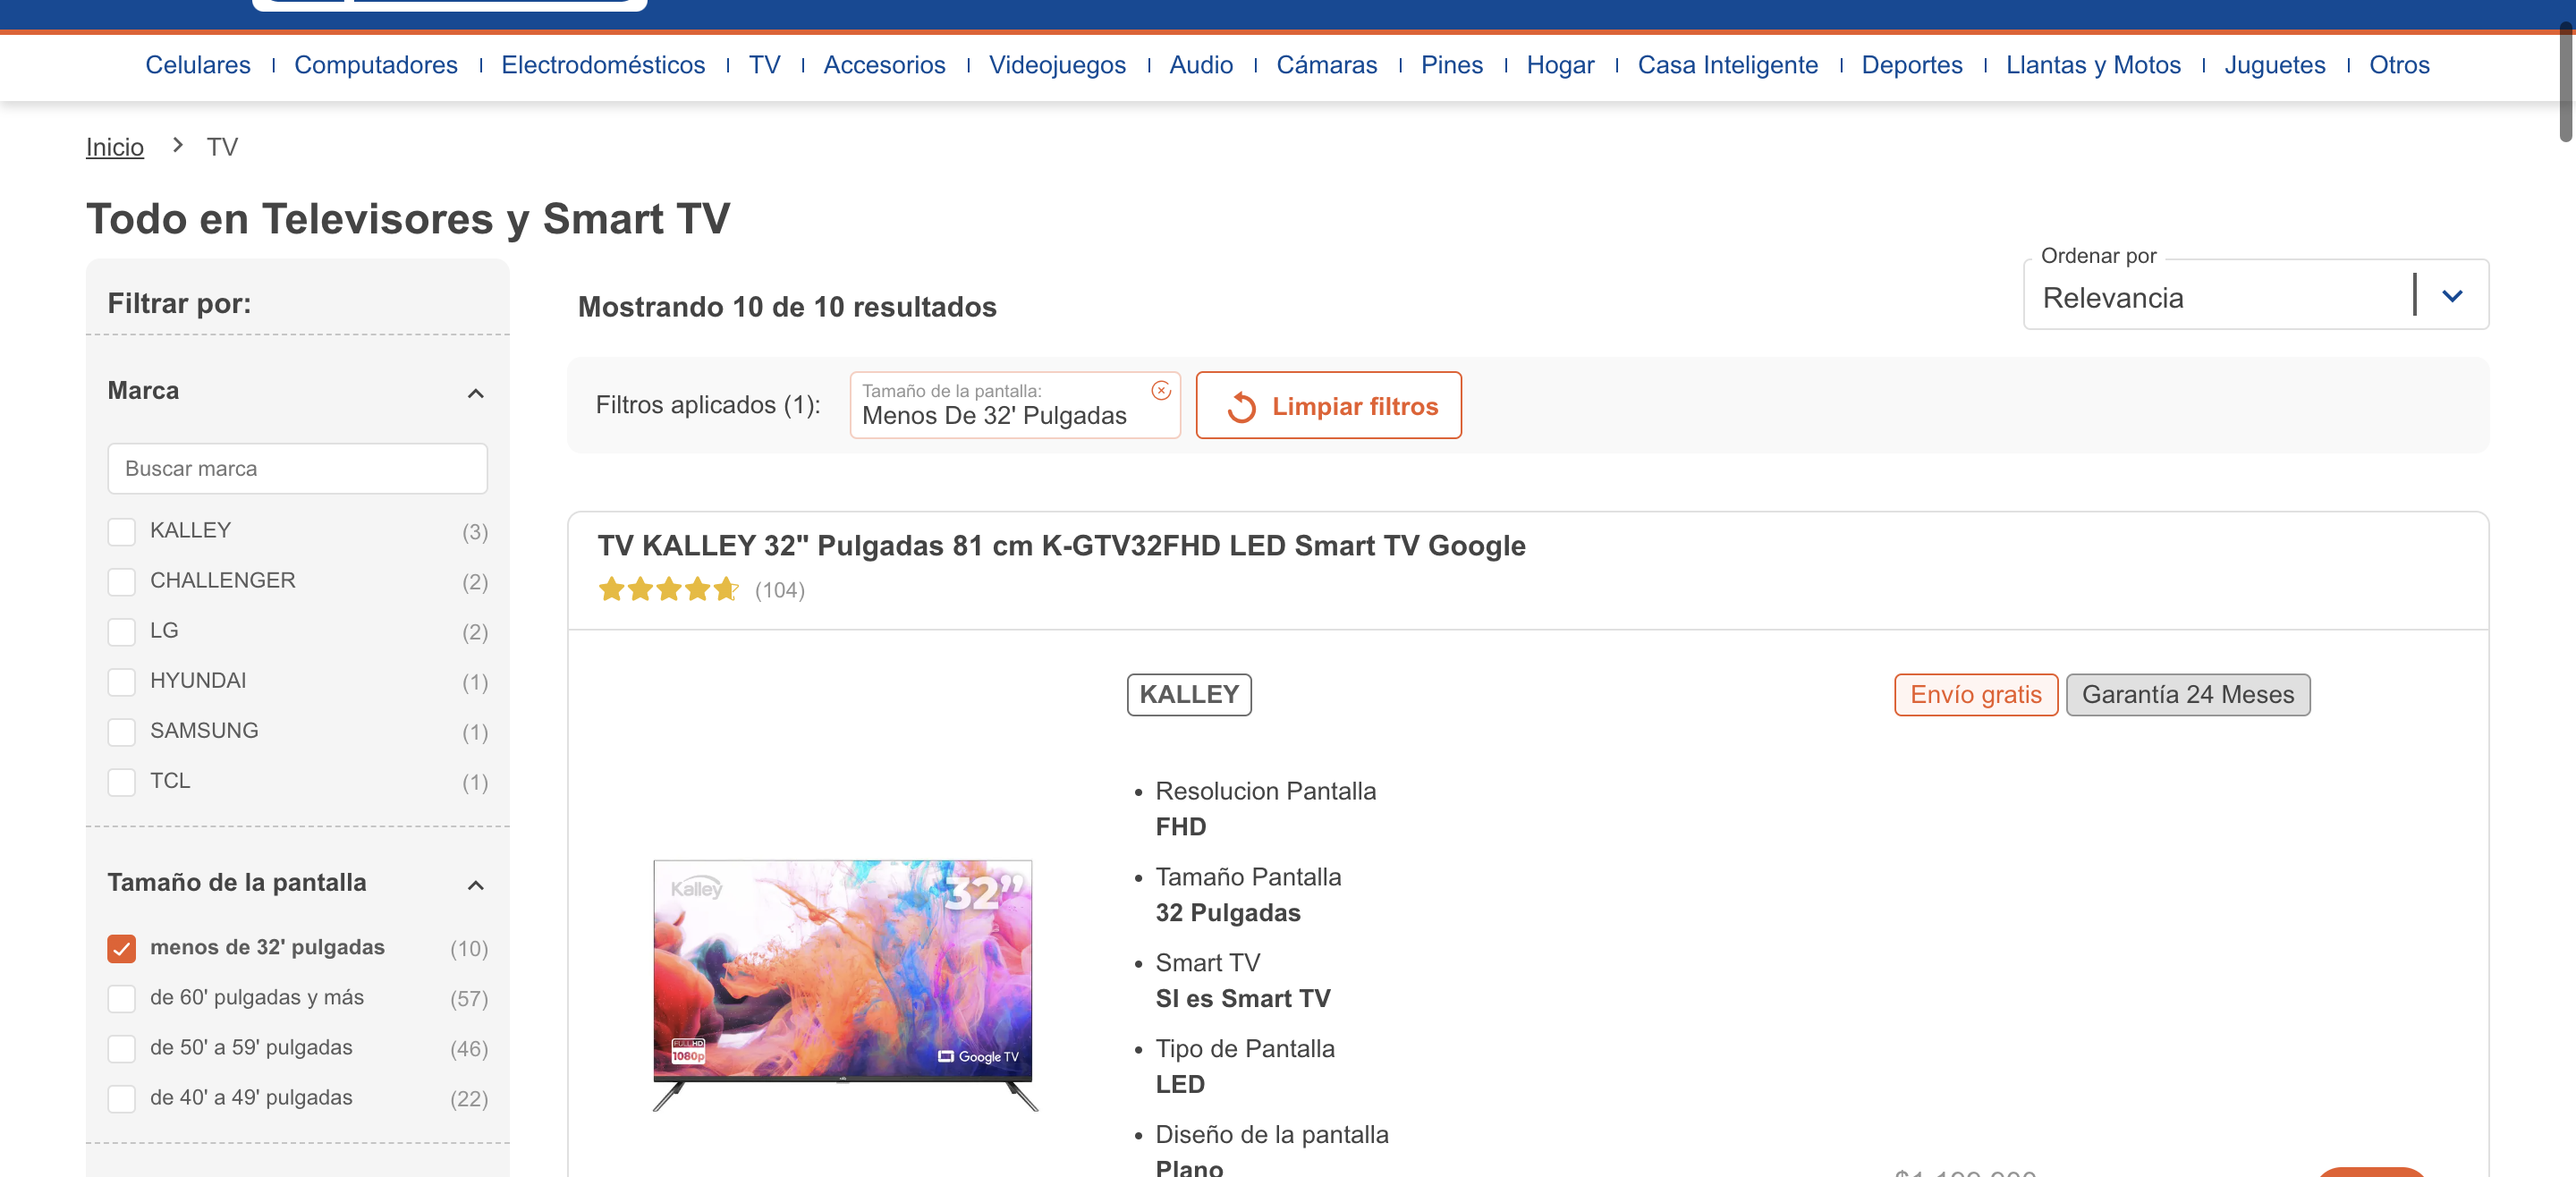 Celulares
Computadores
Electrodomésticos
TV
Accesorios
Videojuegos
Audio
Cámaras
Pines
Hogar
Casa Inteligente
Deportes
Llantas y Motos
Juguetes
Otros
Inicio > TV
Todo en Televisores y Smart TV
Filtrar por:
Marca
Buscar marca
KALLEY (3)
CHALLENGER (2)
LG (2)
HYUNDAI (1)
SAMSUNG (1)
TCL (1)
Tamaño de la pantalla
menos de 32' pulgadas (10)
de 60' pulgadas y más (57)
de 50' a 59' pulgadas (46)
de 40' a 49' pulgadas (22)
Mostrando 10 de 10 resultados
Ordenar por
Relevancia
Filtros aplicados (1):
Tamaño de la pantalla:
Menos De 32' Pulgadas
Limpiar filtros
TV KALLEY 32" Pulgadas 81 cm K-GTV32FHD LED Smart TV Google
(104)
Kalley
32”
FULL HD
1080p
Google TV
KALLEY
Envío gratis
Garantía 24 Meses
Resolucion Pantalla
FHD
Tamaño Pantalla
32 Pulgadas
Smart TV
SI es Smart TV
Tipo de Pantalla
LED
Diseño de la pantalla
Plano